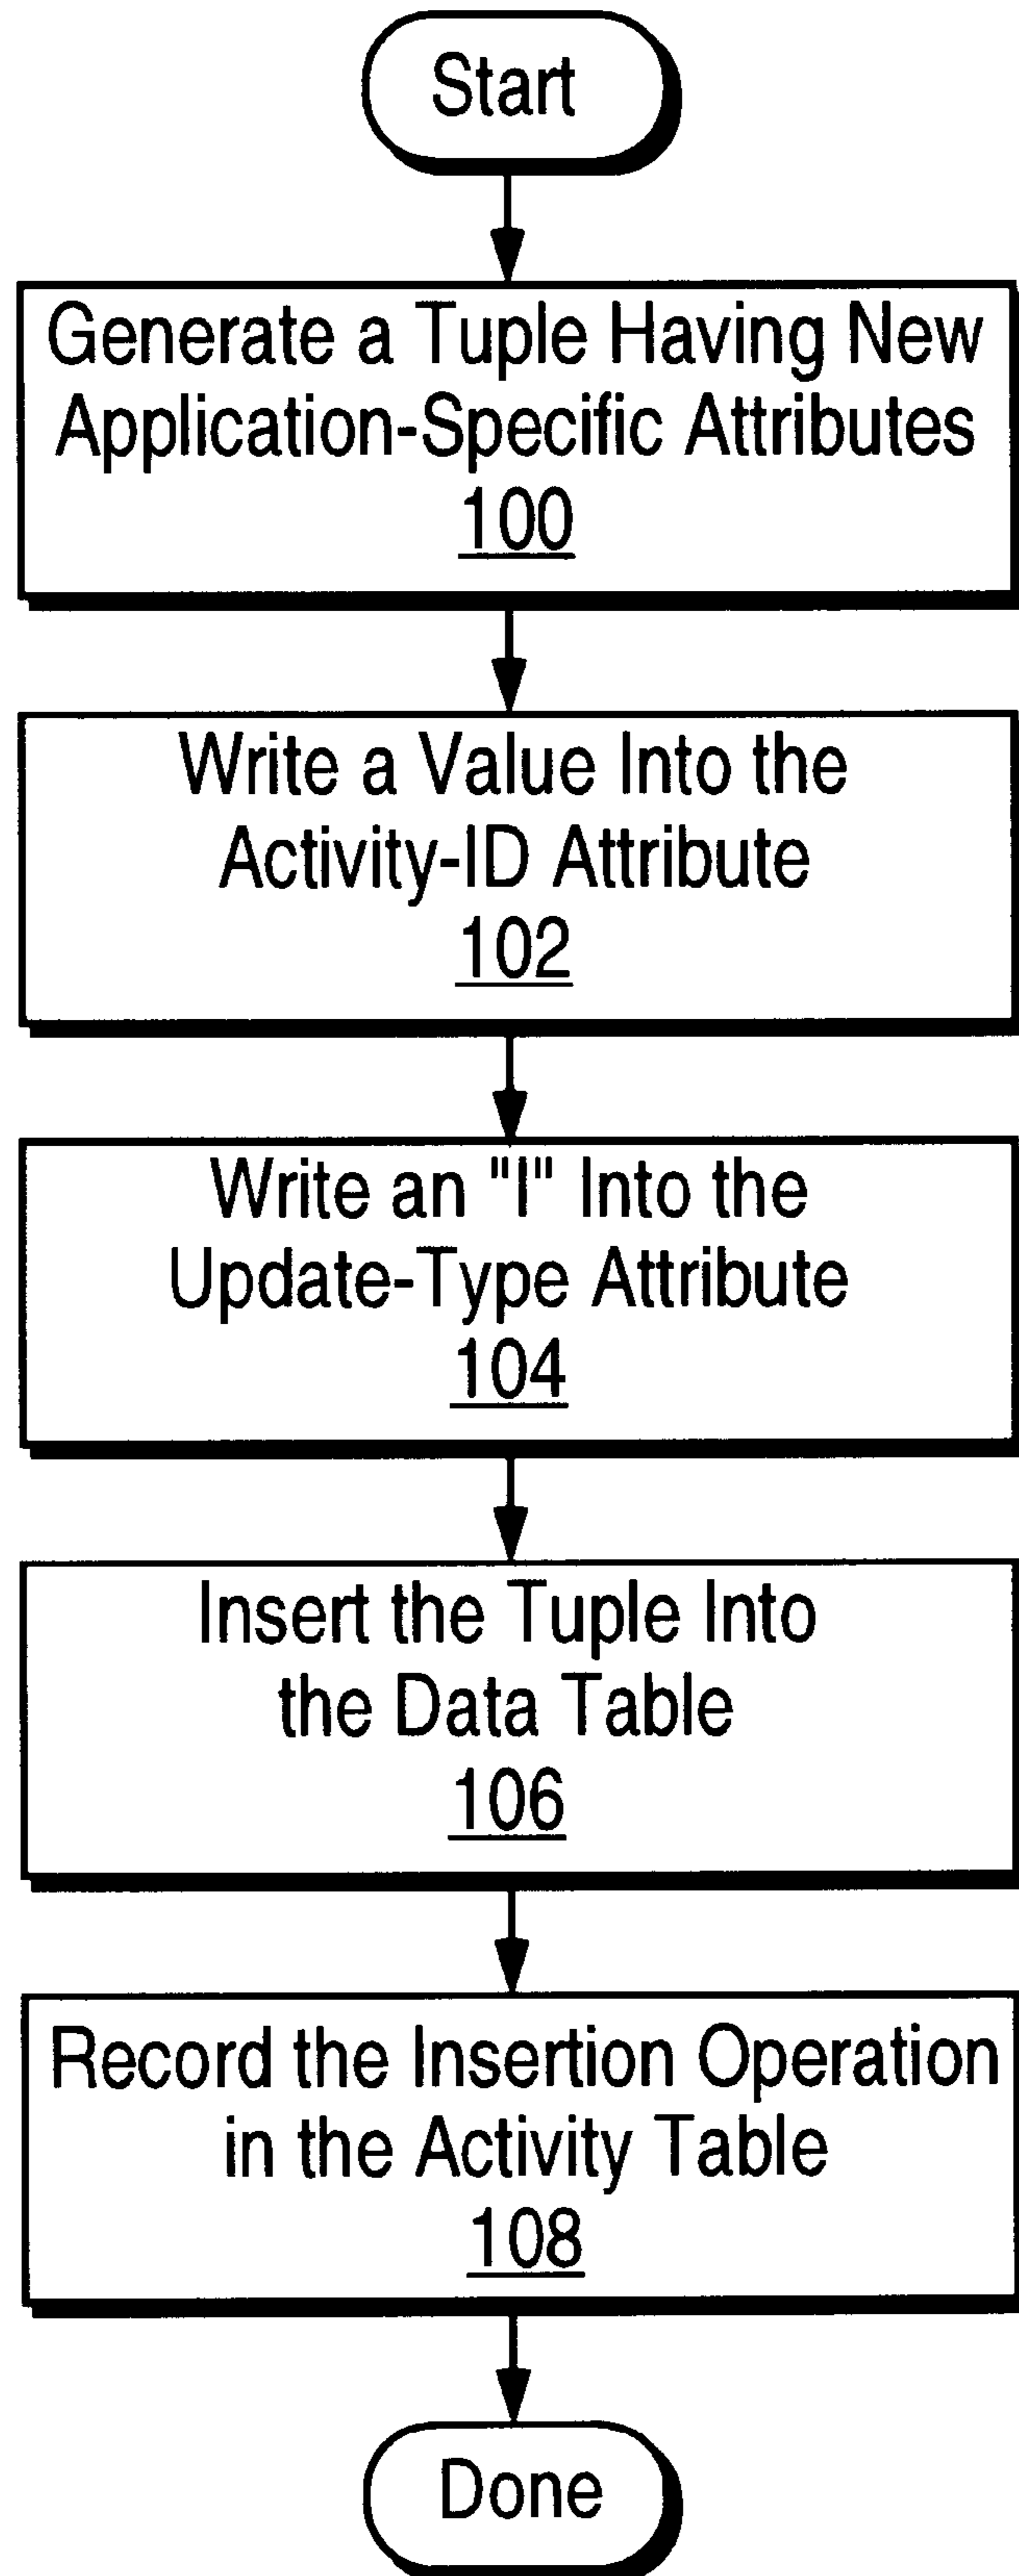 Start
Generate a Tuple Having New
Application-Specific Attributes
100
Write a Value Into the
Activity-ID Attribute
102
Write an "I" Into the
Update-Type Attribute
104
Insert the Tuple Into
the Data Table
106
Record the Insertion Operation
in the Activity Table
108
Done